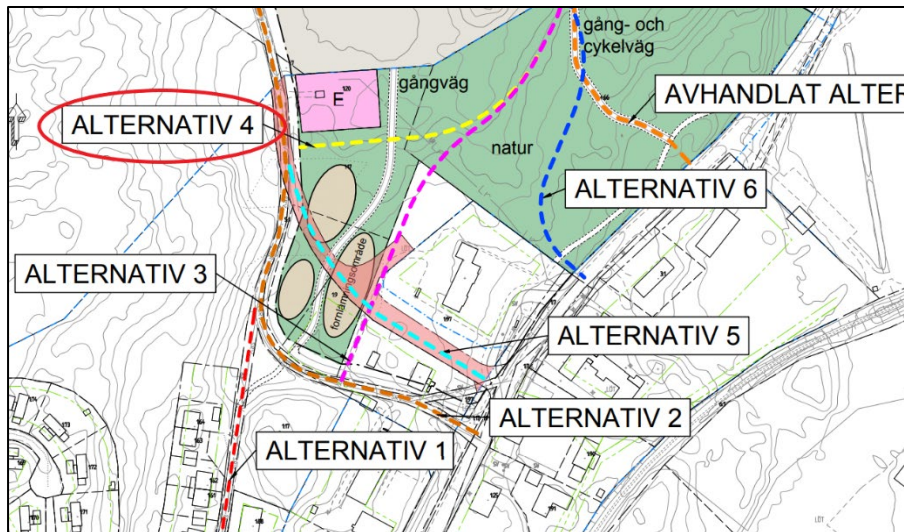 gång- och
cykelväg
gångväg
E
AVHANDLAT ALTER
ALTERNATIV 4
natur
ALTERNATIV 6
ALTERNATIV 3
fornlämningsområde
ALTERNATIV 5
ALTERNATIV 2
ALTERNATIV 1